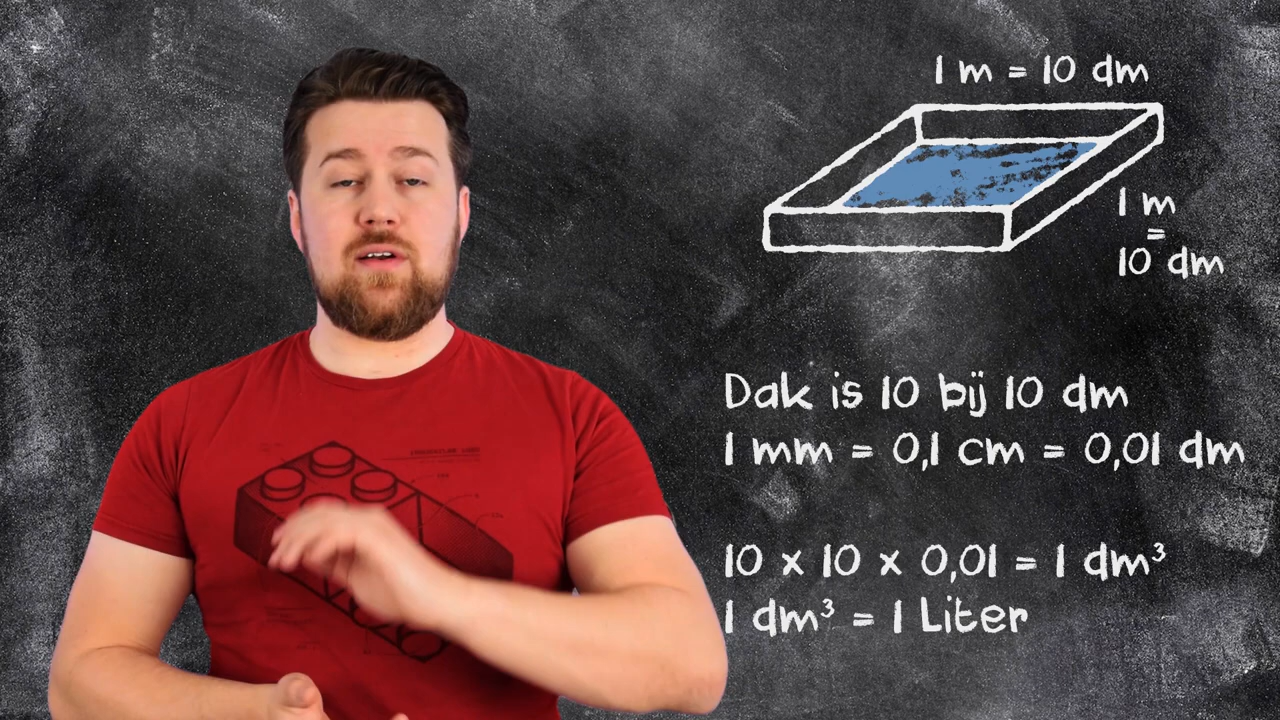 1 m = 10 dm
1 m
=
10 dm
Dak is 10 bij 10 dm
1 mm = 0,1 cm = 0,01 dm
10 x 10 x 0,01 = 1 dm³
1 dm³ = 1 Liter